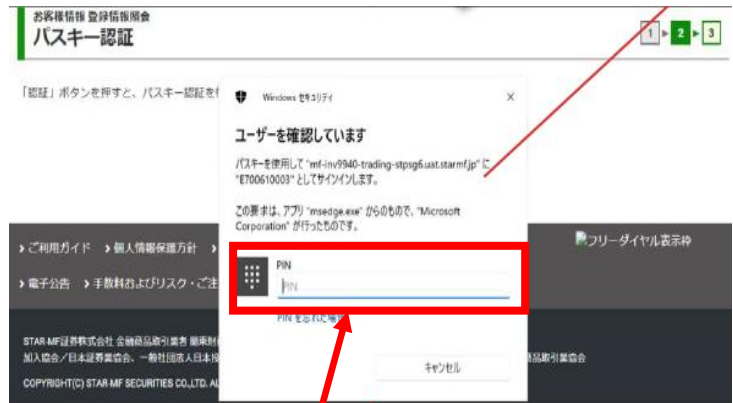 お客様情報 登録情報照会
パスキー認証
1 ▶ 2 ▶ 3
「認証」ボタンを押すと、パスキー認証を
Windows セキュリティ
ユーザーを確認しています
パスキーを使用して "mf-inv9940-trading-stpsg6.uat.starmf.jp" に
"E700610003" としてサインインします。
この要求は、アプリ "msedge.exe" からのもので、"Microsoft
Corporation" が行ったものです。
PIN
PIN
PIN を忘れた場合
キャンセル
ご利用ガイド 個人情報保護方針
フリーダイヤル表示枠
電子公告 手数料およびリスク・ご注
STAR-MF証券株式会社 金融商品取引業者 関東財
加入協会/日本証券業協会、一般社団法人日本投
商品取引業協会
COPYRIGHT(C) STAR-MF SECURITIES CO.,LTD. AL